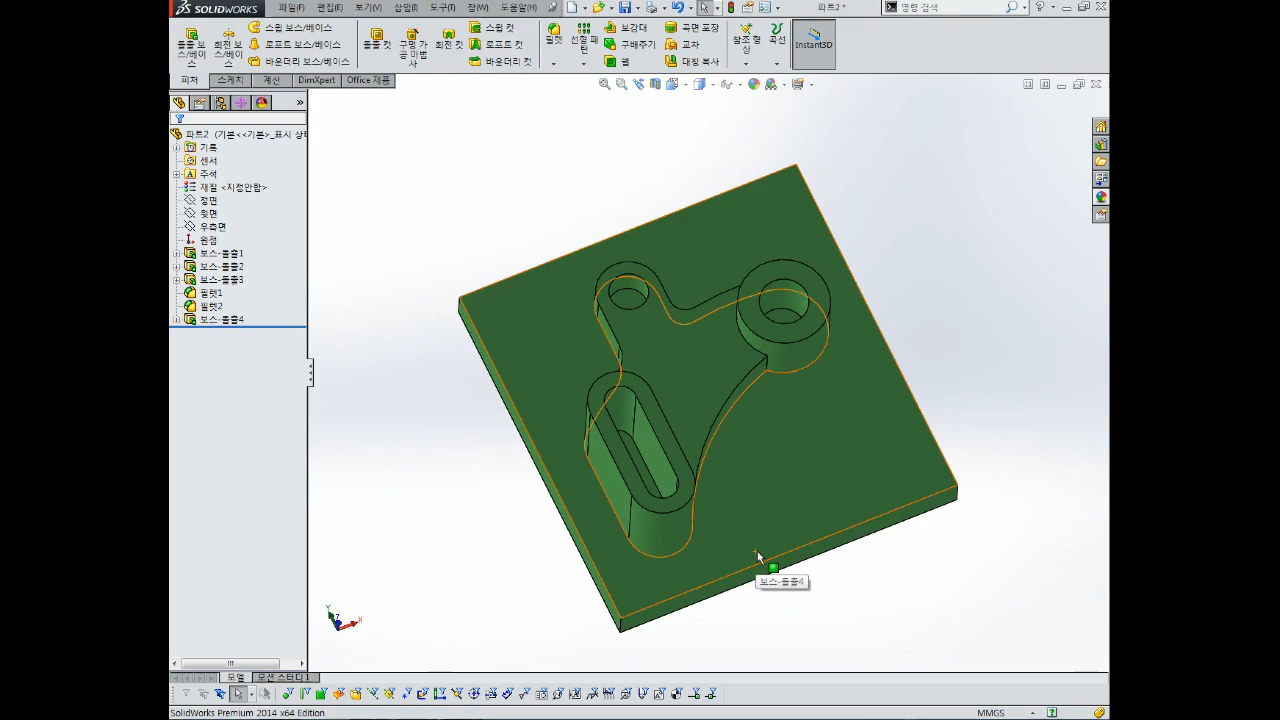 SOLIDWORKS 파일(F) 편집(E) 보기(V) 삽입(I) 도구(T) 창(W) 도움말(H) 파트2 * 명령 검색
돌출 보스/베이스
회전 보스/베이스
스윕 보스/베이스
로프트 보스/베이스
바운더리 보스/베이스
돌출 컷
구멍 가공 마법사
회전 컷
스윕 컷
로프트 컷
바운더리 컷
필렛
선형 패턴
보강대
구배주기
쉘
곡면 포장
교차
대칭 복사
참조 형상
곡선
Instant3D
피처 스케치 계산 DimXpert Office 제품
파트2 (기본<<기본>_표시 상
기록
센서
주석
재질 <지정안함>
정면
윗면
우측면
원점
보스-돌출1
보스-돌출2
보스-돌출3
필렛1
필렛2
보스-돌출4
보스-돌출4
Y
Z
X
모델 모션 스터디 1
SolidWorks Premium 2014 x64 Edition MMGS